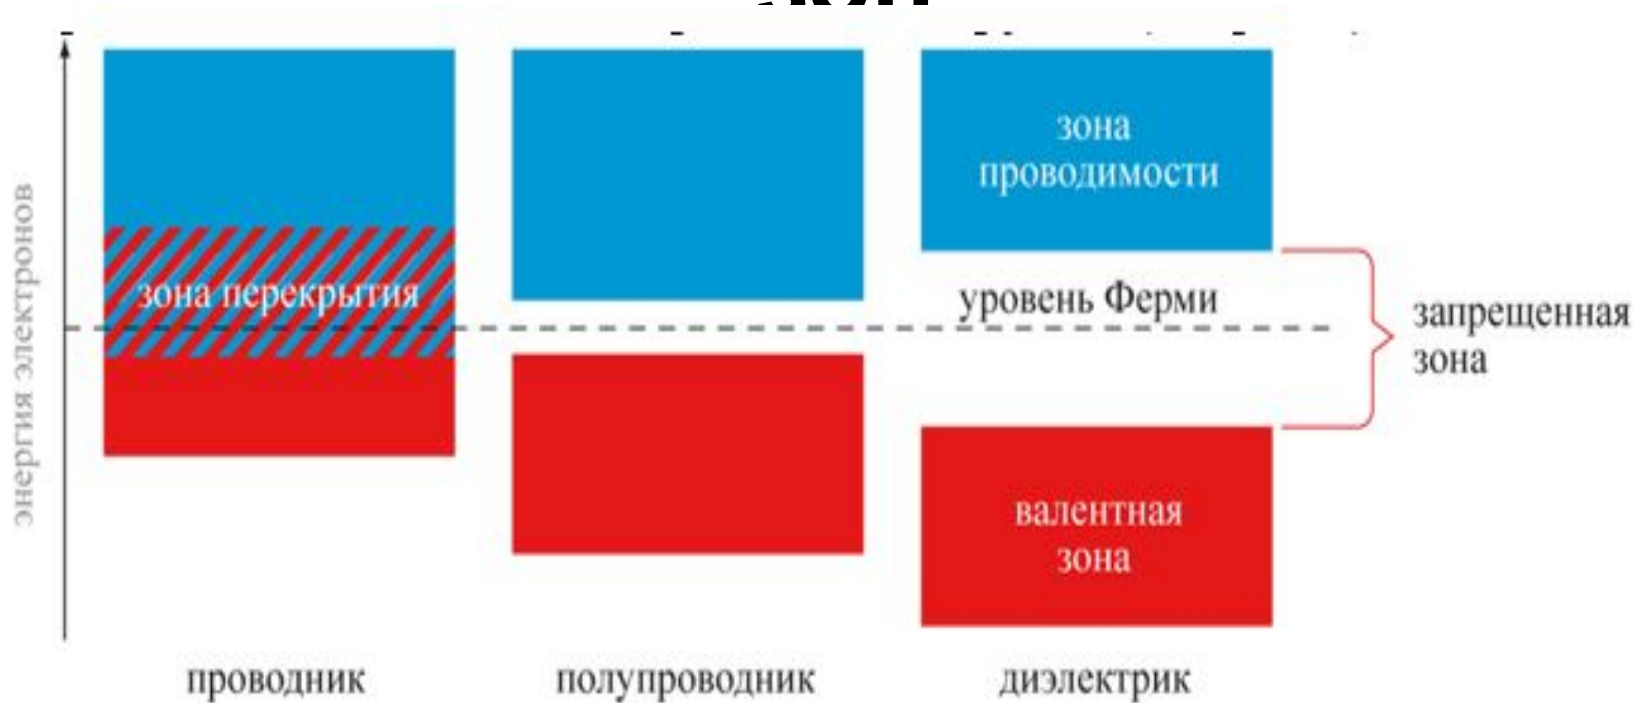 энергия электронов
зона
проводимости
зона перекрытия
уровень Ферми
запрещенная
зона
валентная
зона
проводник
полупроводник
диэлектрик